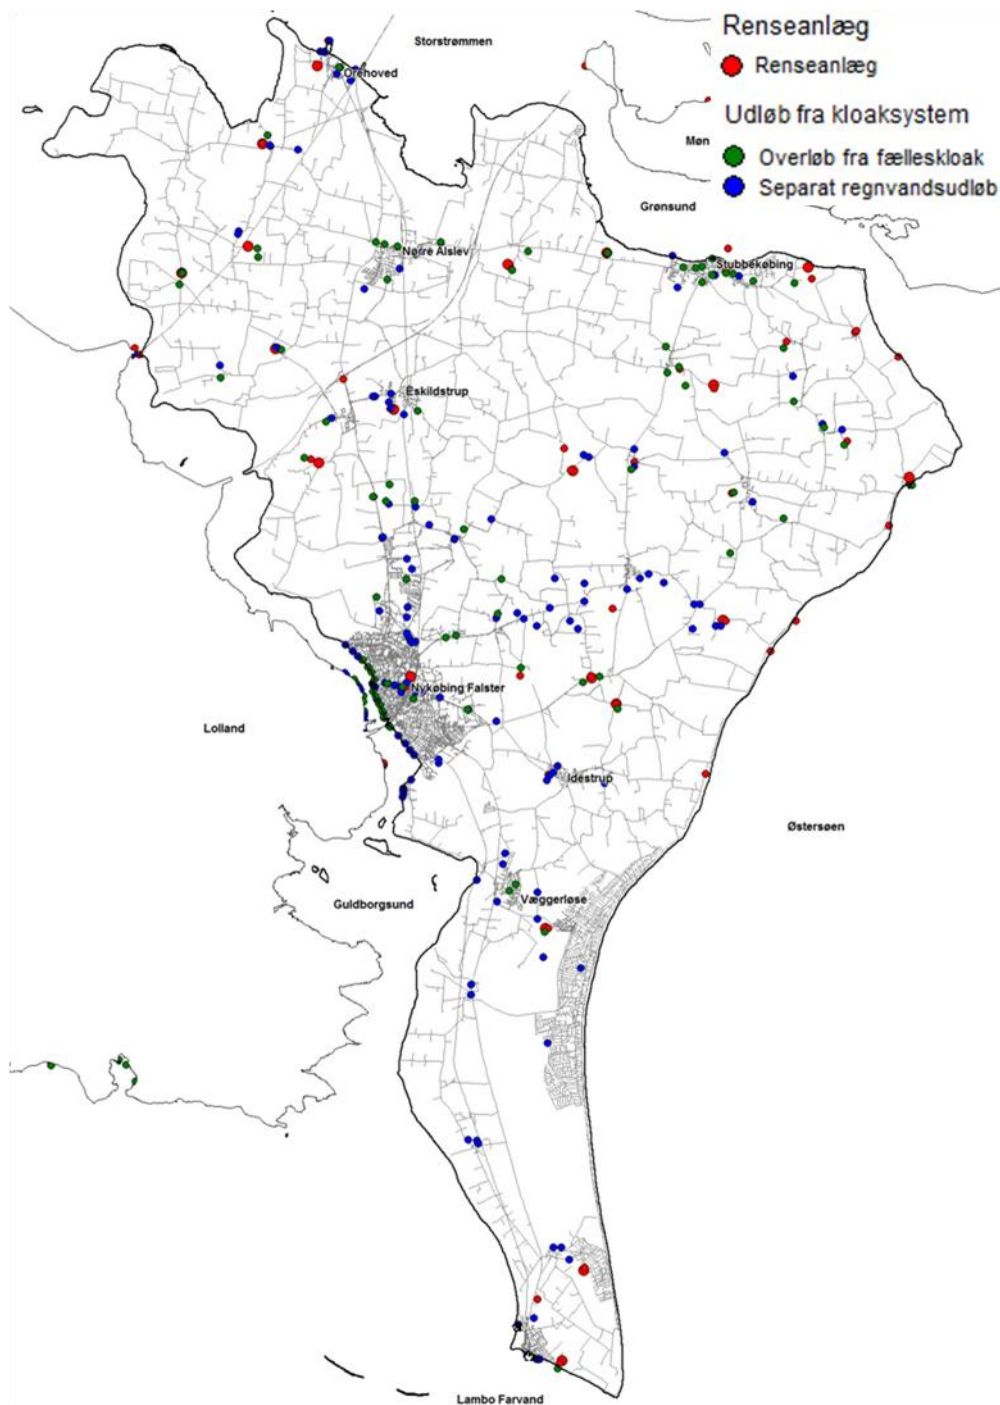 Renseanlæg
Renseanlæg
Udløb fra kloaksystem
Overløb fra fælleskloak
Separat regnvandsudløb
Storstrømmen
Orehoved
Møn
Grønsund
Nørre Alslev
Stubbekøbing
Eskildstrup
Nykøbing Falster
Lolland
Idestrup
Østersøen
Guldborgsund
Væggerløse
Lambo Farvand